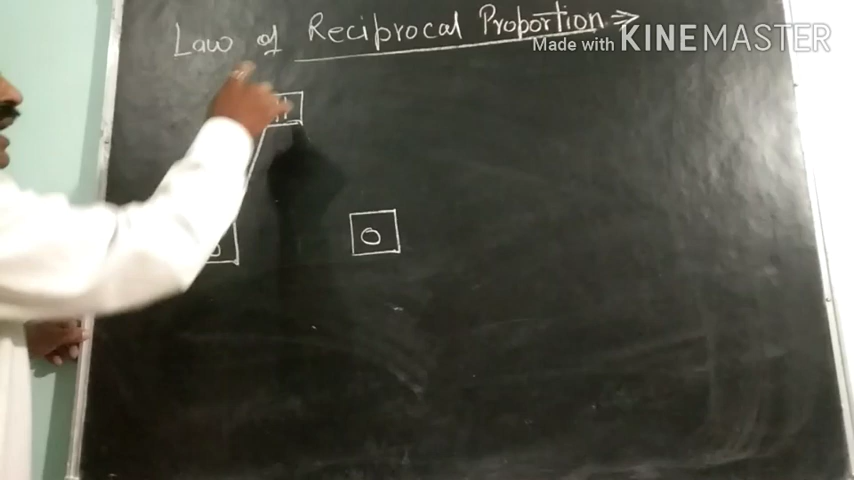 Law of Reciprocal Proportion ⇒
Made with KINEMASTER
H
O